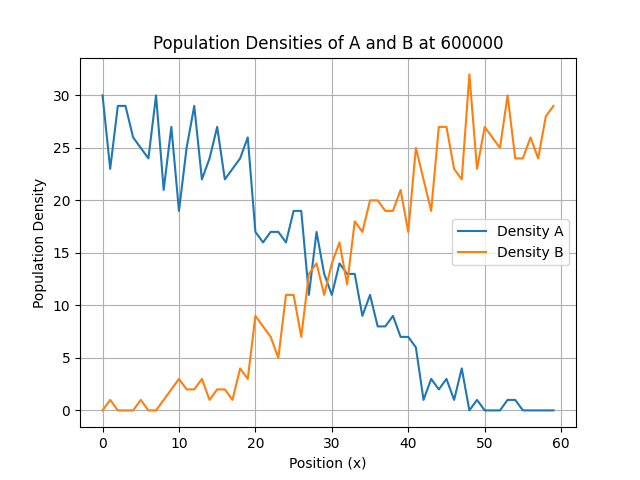 Population Densities of A and B at 600000
Population Density
30
25
20
15
10
5
0
Density A
Density B
0 10 20 30 40 50 60
Position (x)